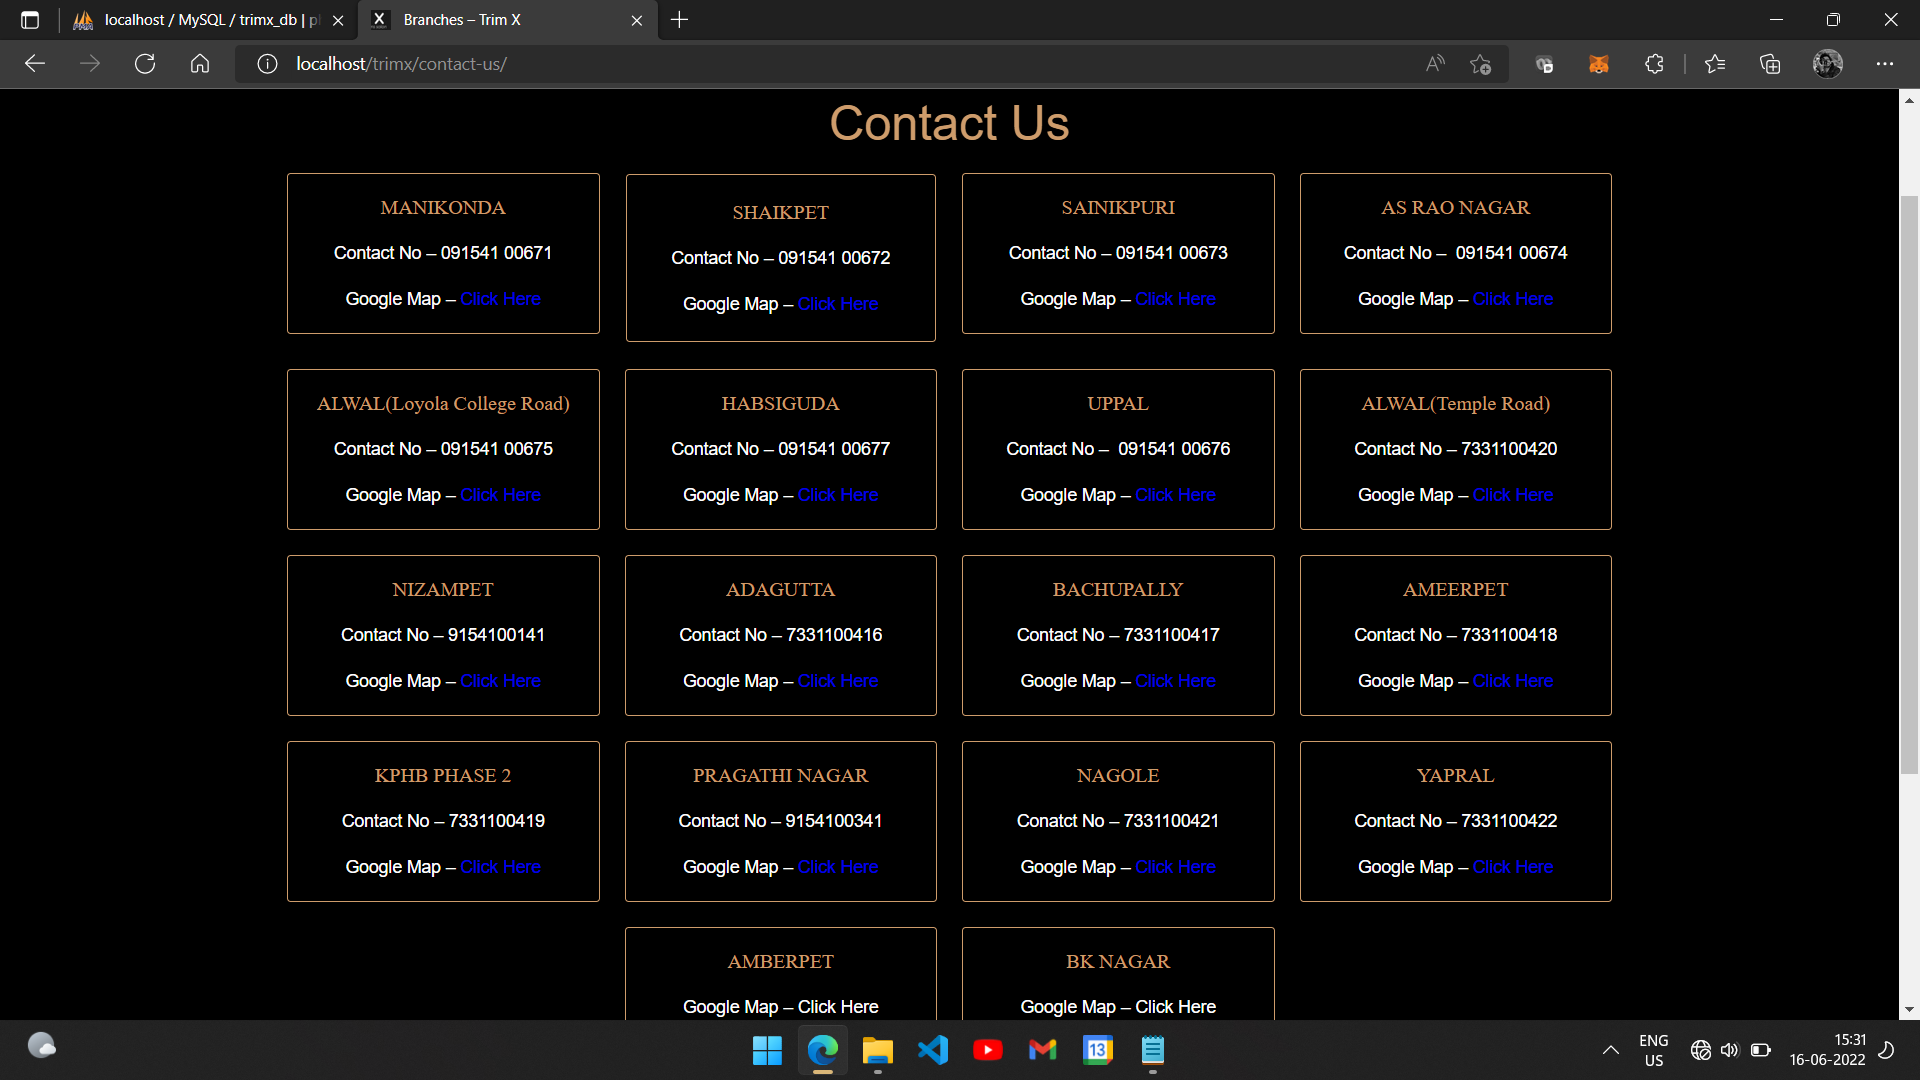 localhost / MySQL / trimx_db | p
Branches – Trim X
localhost/trimx/contact-us/
Contact Us
MANIKONDA
Contact No – 091541 00671
Google Map – Click Here
SHAIKPET
Contact No – 091541 00672
Google Map – Click Here
SAINIKPURI
Contact No – 091541 00673
Google Map – Click Here
AS RAO NAGAR
Contact No – 091541 00674
Google Map – Click Here
ALWAL(Loyola College Road)
Contact No – 091541 00675
Google Map – Click Here
HABSIGUDA
Contact No – 091541 00677
Google Map – Click Here
UPPAL
Contact No – 091541 00676
Google Map – Click Here
ALWAL(Temple Road)
Contact No – 7331100420
Google Map – Click Here
NIZAMPET
Contact No – 9154100141
Google Map – Click Here
ADAGUTTA
Contact No – 7331100416
Google Map – Click Here
BACHUPALLY
Contact No – 7331100417
Google Map – Click Here
AMEERPET
Contact No – 7331100418
Google Map – Click Here
KPHB PHASE 2
Contact No – 7331100419
Google Map – Click Here
PRAGATHI NAGAR
Contact No – 9154100341
Google Map – Click Here
NAGOLE
Conatct No – 7331100421
Google Map – Click Here
YAPRAL
Contact No – 7331100422
Google Map – Click Here
AMBERPET
Google Map – Click Here
BK NAGAR
Google Map – Click Here
13
ENG
US
15:31
16-06-2022